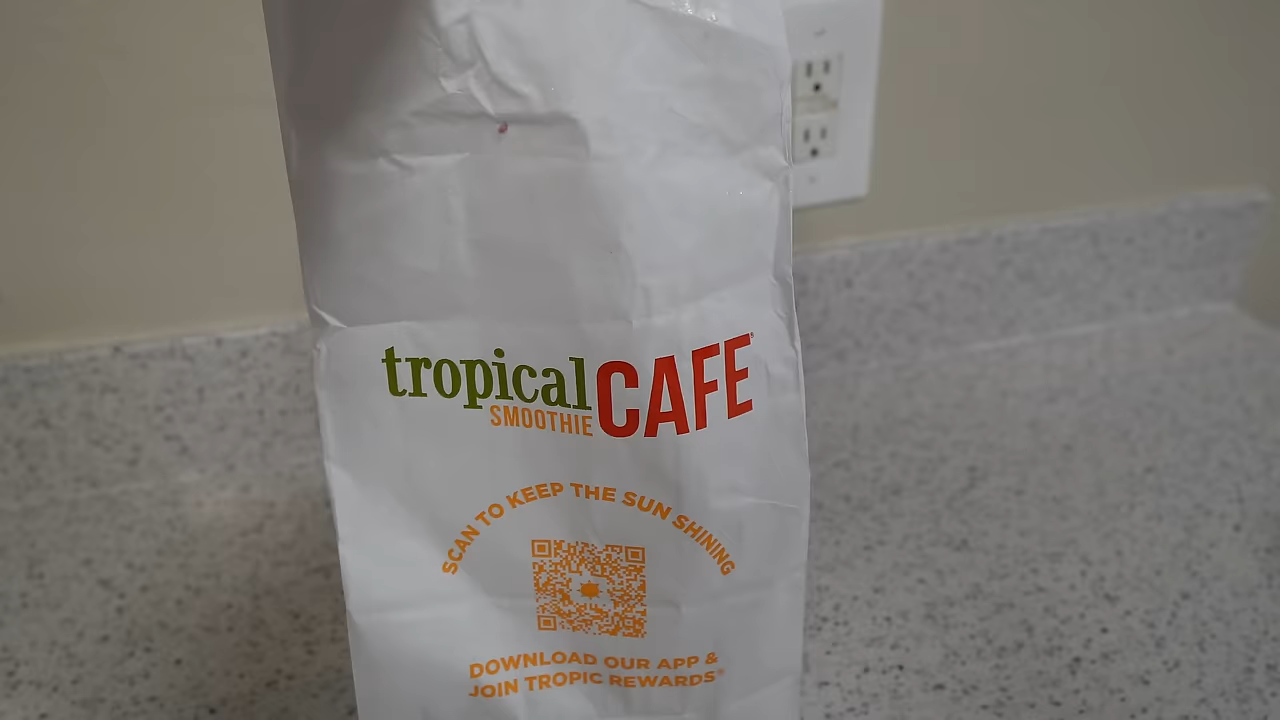 tropical
SMOOTHIE
CAFE®
SCAN TO KEEP THE SUN SHINING
DOWNLOAD OUR APP &
JOIN TROPIC REWARDS®